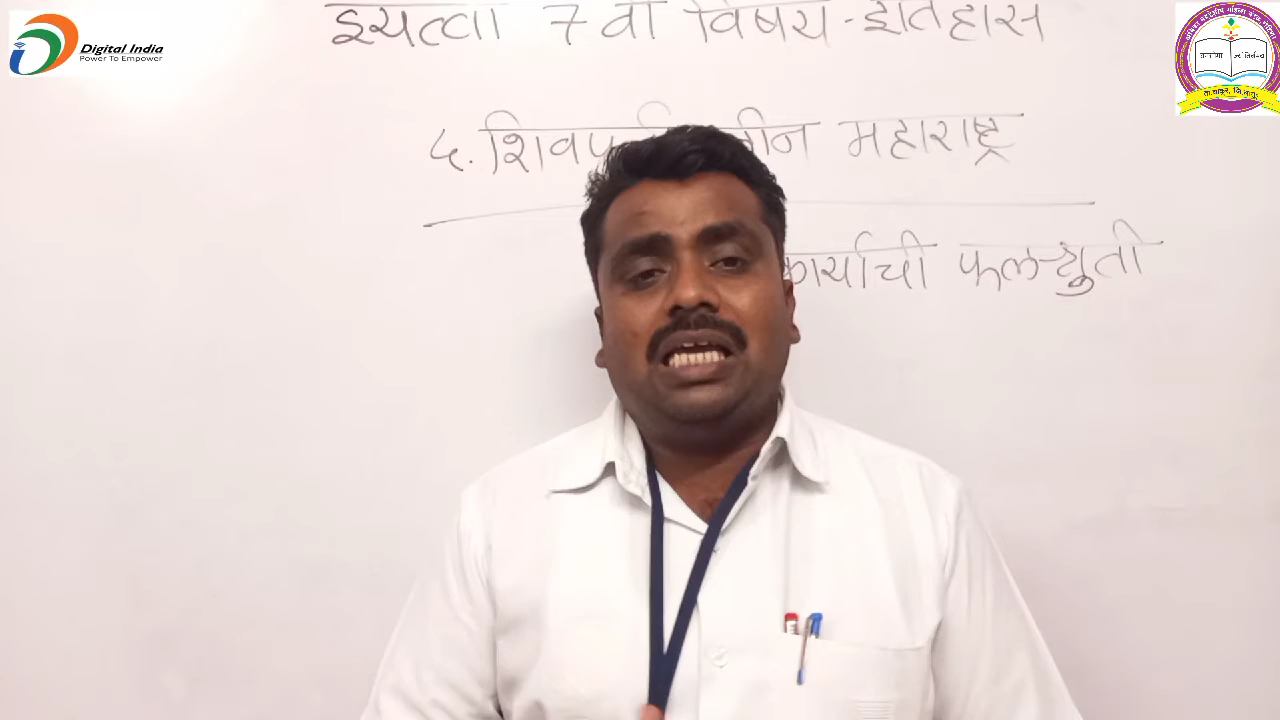 Digital India
Power To Empower
इयत्ता 7 वी विषय - इतिहास
५. शिवपू महाराष्ट्र
कार्याची फलश्रुती